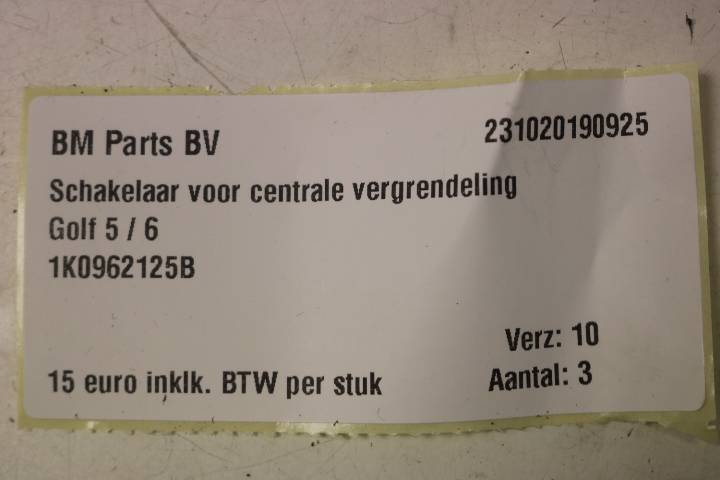 BM Parts BV
231020190925
Schakelaar voor centrale vergrendeling
Golf 5 / 6
1K0962125B
Verz: 10
15 euro inklk. BTW per stuk
Aantal: 3